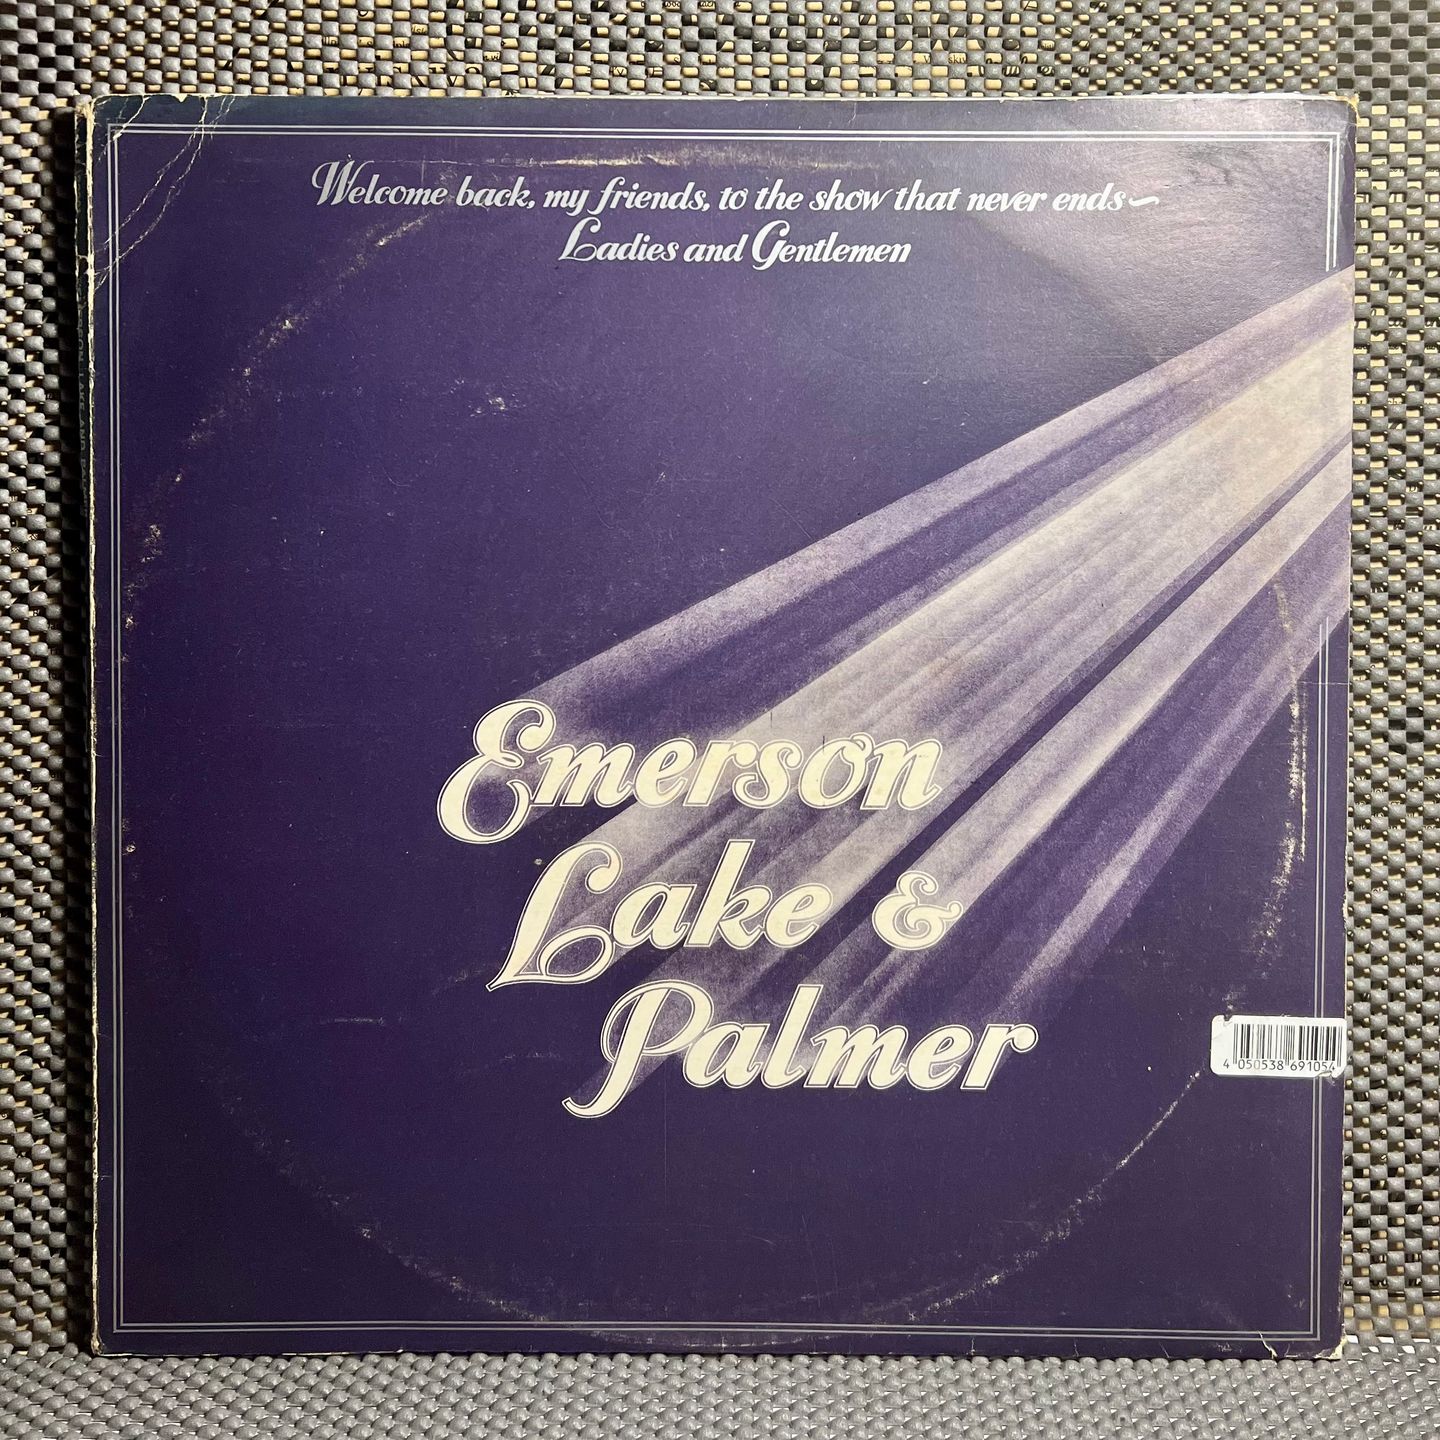 Welcome back, my friends, to the show that never ends~
Ladies and Gentlemen
Emerson
Lake &
Palmer
4 050538 691054